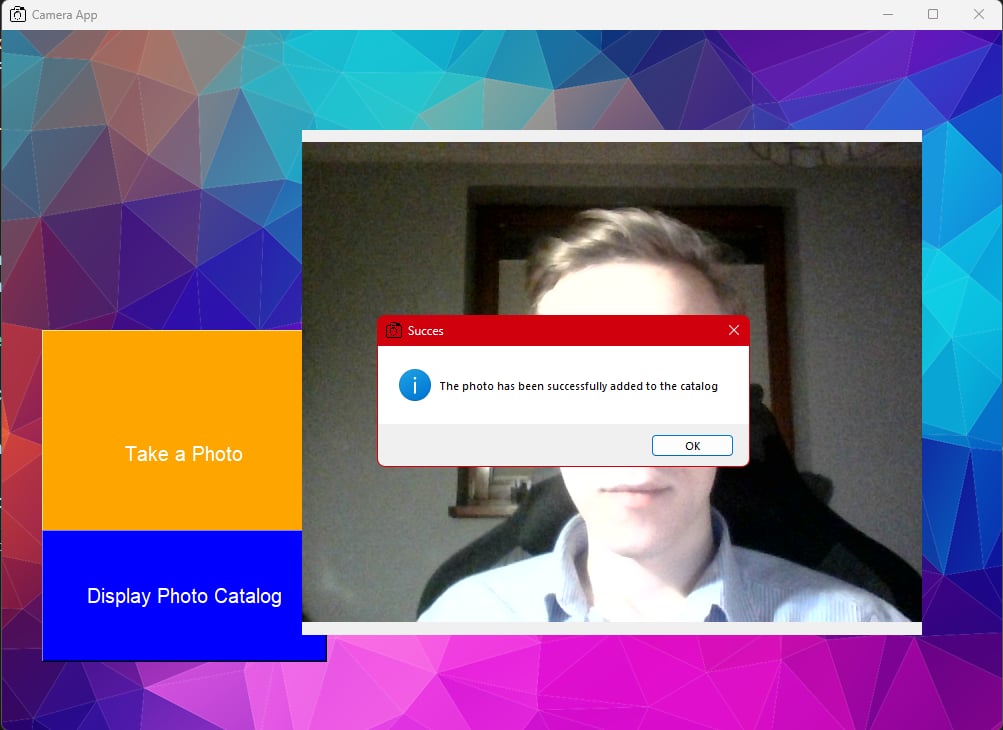 Camera App
Succes
The photo has been successfully added to the catalog
OK
Take a Photo
Display Photo Catalog